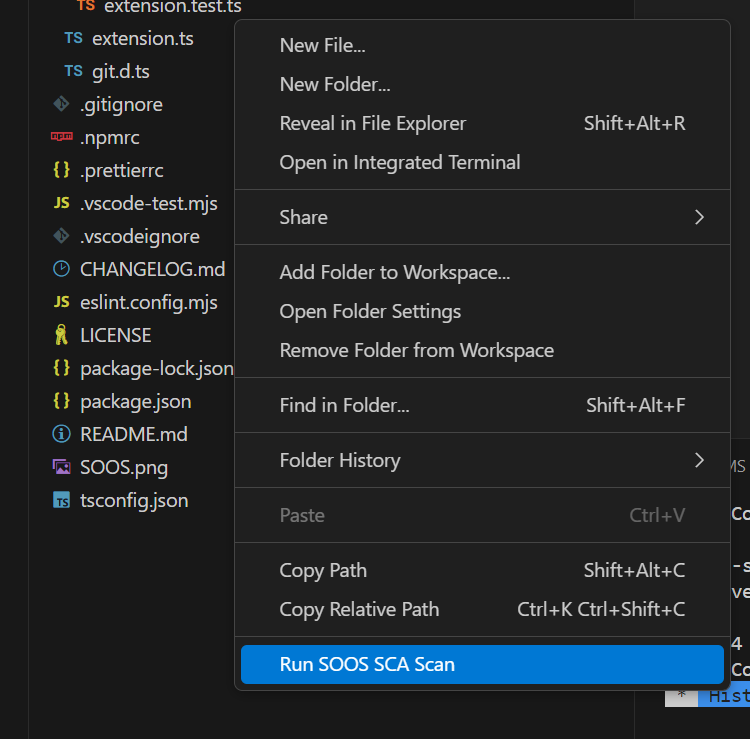 TS extension.test.ts
TS extension.ts
TS git.d.ts
.gitignore
npm .npmrc
{} .prettierrc
JS .vscode-test.mjs
.vscodeignore
CHANGELOG.md
JS eslint.config.mjs
LICENSE
{} package-lock.json
{} package.json
README.md
SOOS.png
TS tsconfig.json
New File...
New Folder...
Reveal in File Explorer Shift+Alt+R
Open in Integrated Terminal
Share
Add Folder to Workspace...
Open Folder Settings
Remove Folder from Workspace
Find in Folder... Shift+Alt+F
Folder History
Paste Ctrl+V
Copy Path Shift+Alt+C
Copy Relative Path Ctrl+K Ctrl+Shift+C
Run SOOS SCA Scan
MS
Co
-s
ve
4
Co
* Hist